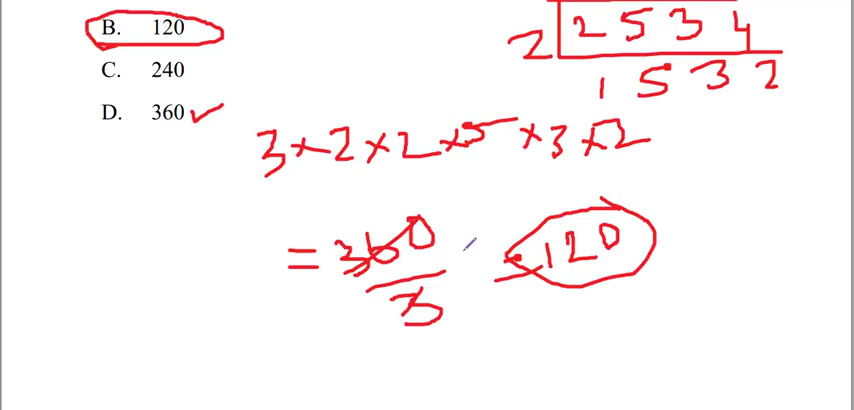 B. 120
2 2 5 3 4
C. 240
1 5 3 2
D. 360
3 × 2 × 2 × 5 × 3 × 2
= 360 / 3 = 120